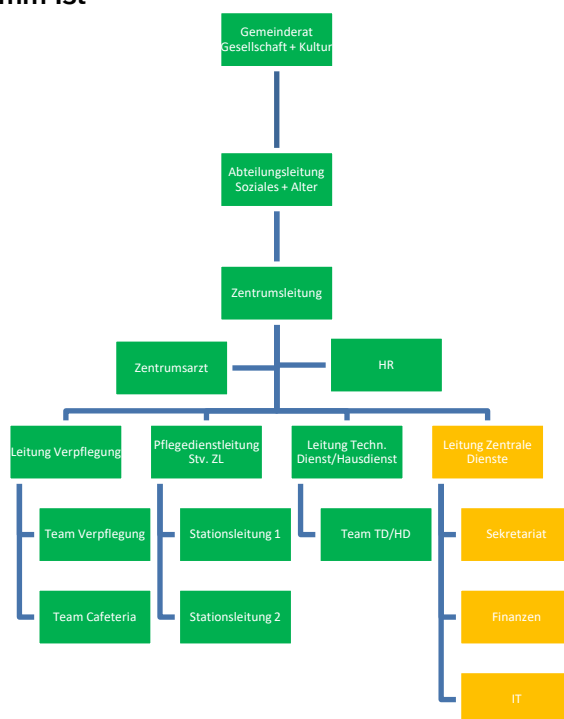 Gemeinderat
Gesellschaft + Kultur
Abteilungsleitung
Soziales + Alter
Zentrumsleitung
Zentrumsarzt
HR
Leitung Verpflegung
Pflegedienstleitung
Stv. ZL
Leitung Techn.
Dienst/Hausdienst
Leitung Zentrale
Dienste
Team Verpflegung
Stationsleitung 1
Team TD/HD
Sekretariat
Team Cafeteria
Stationsleitung 2
Finanzen
IT